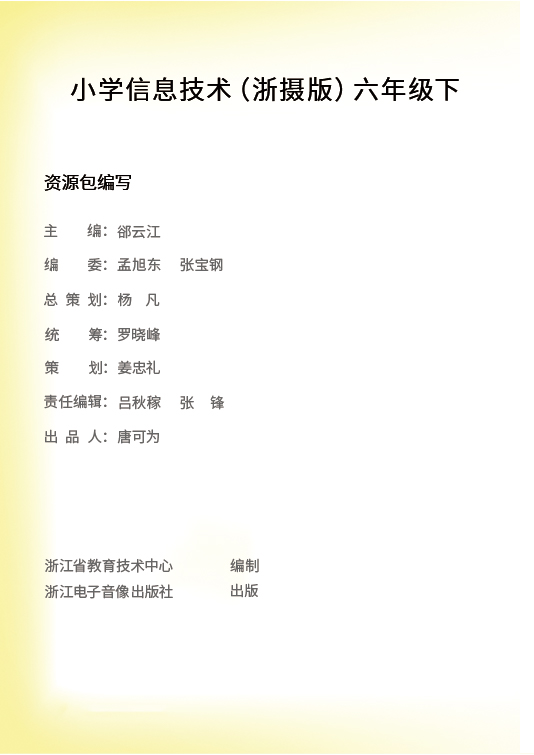 小学信息技术（浙摄版）六年级下
资源包编写
主　　编：郤云江
编　　委：孟旭东　张宝钢
总 策 划：杨　凡
统　　筹：罗晓峰
策　　划：姜忠礼
责任编辑：吕秋稼　张　锋
出 品 人：唐可为
浙江省教育技术中心　　　　编制
浙江电子音像出版社　　　　出版